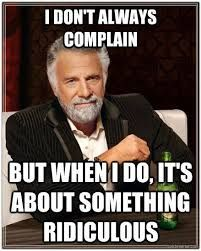 I DON'T ALWAYS
COMPLAIN
BUT WHEN I DO, IT'S
ABOUT SOMETHING
RIDICULOUS